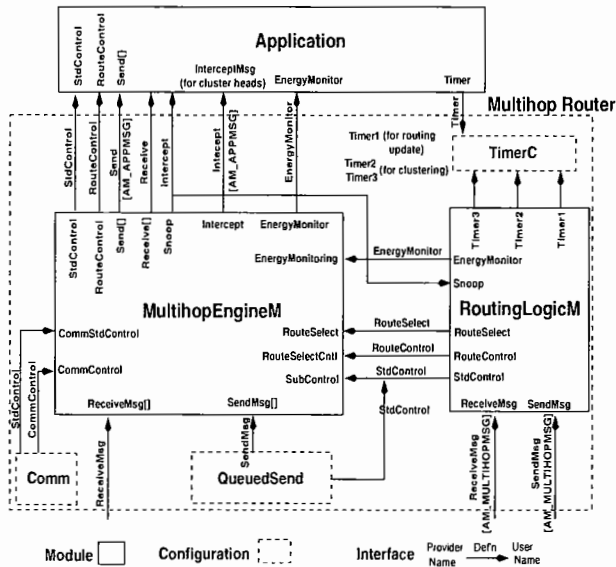 Application
StdControl
RouteControl
Send[]
InterceptMsg
(for cluster heads)
EnergyMonitor
Timer
Multihop Router
StdControl
RouteControl
Send
[AM_APPMSG]
Receive
Intercept
Intecept
[AM_APPMSG]
EnergyMonitor
Timer
Timer1 (for routing
update)
Timer2
Timer3
(for clustering)
TimerC
StdControl
RouteControl
Send[]
Receive[]
Snoop
Intercept
EnergyMonitor
EnergyMonitoring
MultihopEngineM
CommStdControl
CommControl
RouteSelect
RouteSelectCntl
SubControl
ReceiveMsg[]
SendMsg[]
EnergyMonitor
RouteSelect
RouteControl
StdControl
StdControl
Timer3
Timer2
Timer1
EnergyMonitor
Snoop
RoutingLogicM
RouteSelect
RouteControl
StdControl
ReceiveMsg
SendMsg
StdControl
CommControl
Comm
ReceiveMsg
SendMsg
QueuedSend
ReceiveMsg
[AM_MULTIHOPMSG]
SendMsg
[AM_MULTIHOPMSG]
Module
Configuration
Interface
Provider
Name
Def'n
User
Name